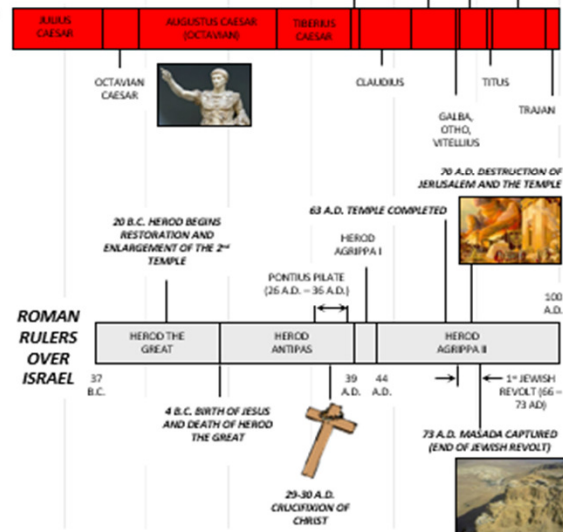 JULIUS
CAESAR
AUGUSTUS CAESAR
(OCTAVIAN)
TIBERIUS
CAESAR
OCTAVIAN
CAESAR
CLAUDIUS
TITUS
TRAJAN
GALBA,
OTHO,
VITELLIUS
70 A.D. DESTRUCTION OF
JERUSALEM AND THE TEMPLE
63 A.D. TEMPLE COMPLETED
20 B.C. HEROD BEGINS
RESTORATION AND
ENLARGEMENT OF THE 2ND
TEMPLE
HEROD
AGRIPPA I
PONTIUS PILATE
(26 A.D. – 36 A.D.)
100
A.D.
ROMAN
RULERS
OVER
ISRAEL
HEROD THE
GREAT
HEROD
ANTIPAS
HEROD
AGRIPPA II
37
B.C.
39
A.D.
44
A.D.
1st JEWISH
REVOLT (66 –
73 AD)
4 B.C. BIRTH OF JESUS
AND DEATH OF HEROD
THE GREAT
73 A.D. MASADA CAPTURED
(END OF JEWISH REVOLT)
29-30 A.D.
CRUCIFIXION OF
CHRIST